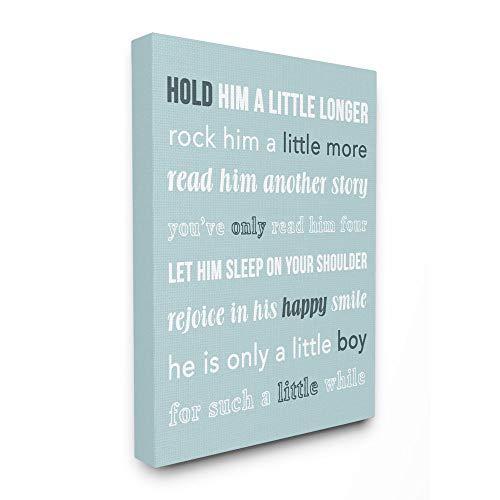 HOLD HIM A LITTLE LONGER
rock him a little more
read him another story
you've only read him four
LET HIM SLEEP ON YOUR SHOULDER
rejoice in his happy smile
he is only a little boy
for such a little while